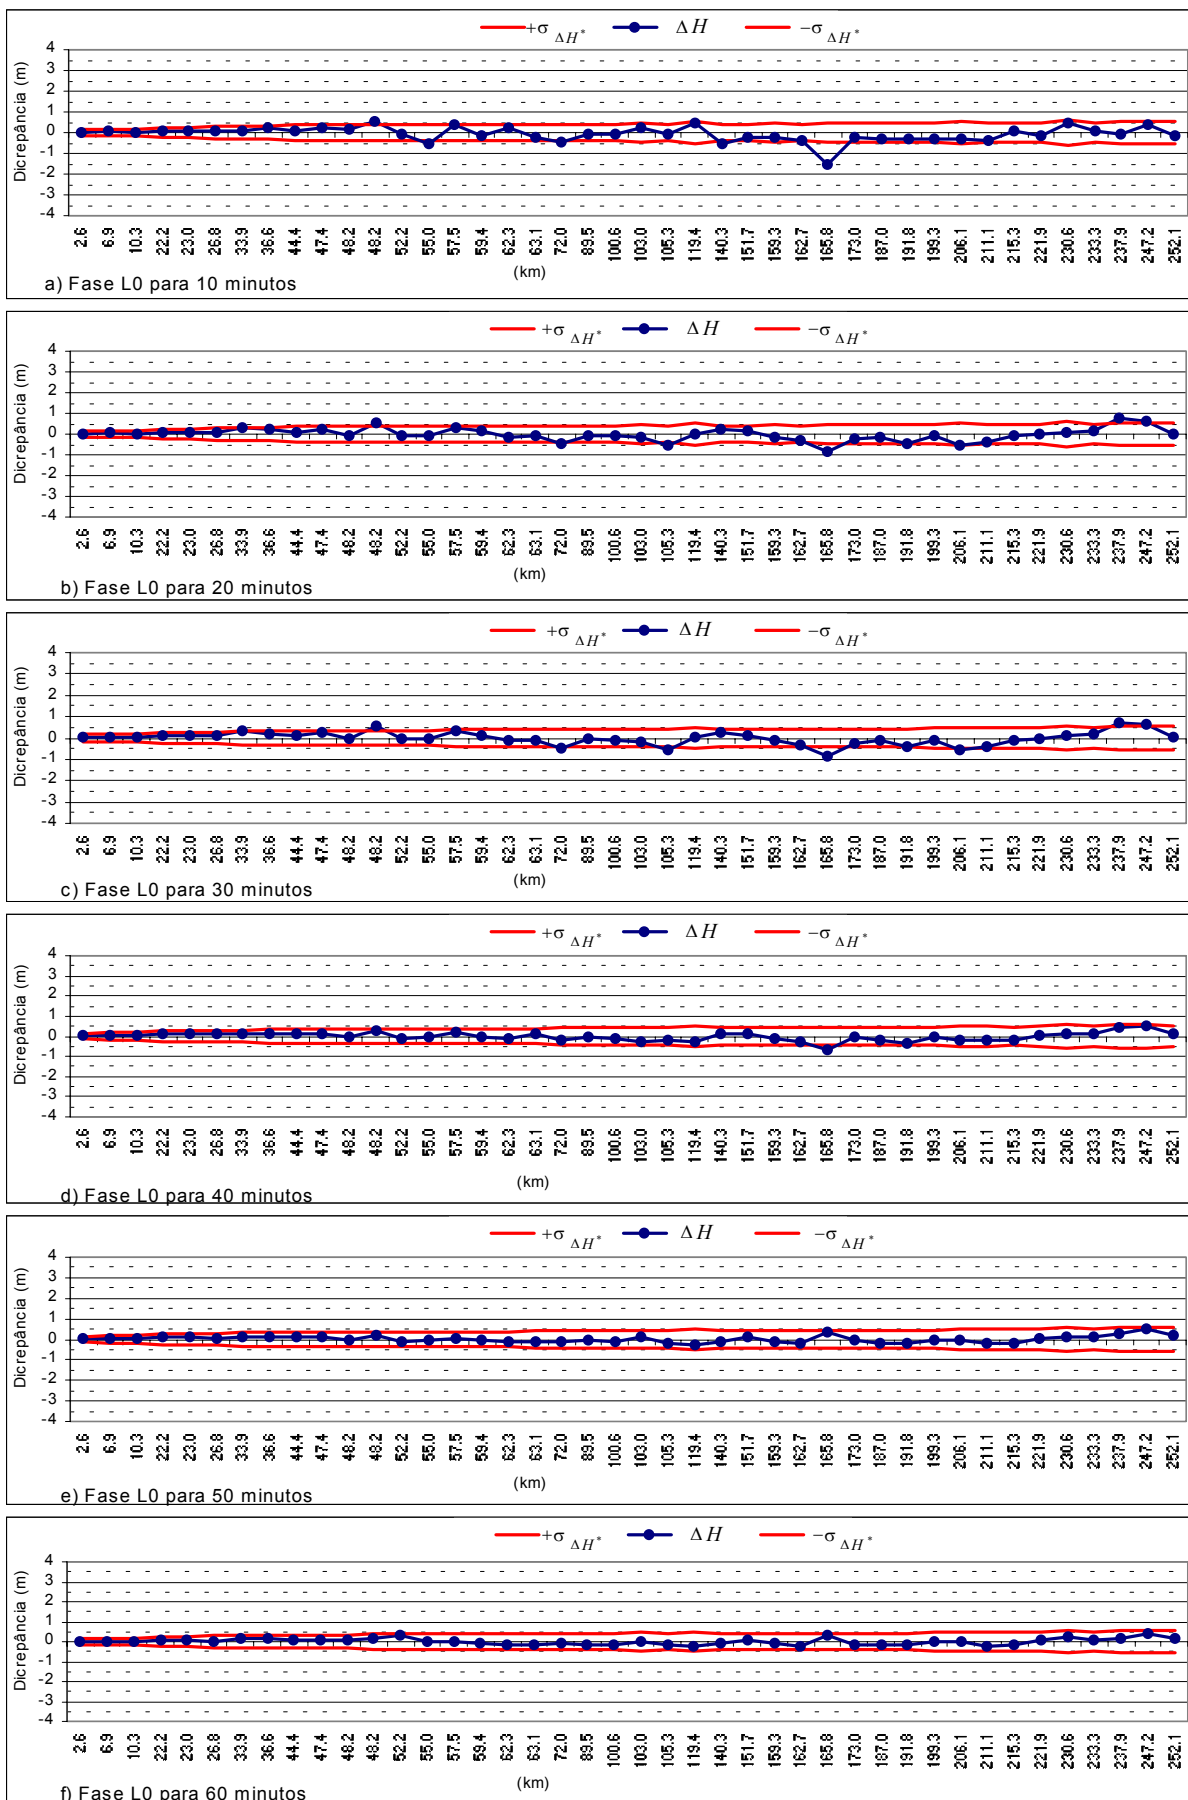 +σ ΔH* ΔH −σ ΔH*
Dicrepância (m)
4
3
2
1
0
-1
-2
-3
-4
2.6 6.9 10.3 22.2 23.0 26.8 33.9 36.6 44.4 47.4 48.2 48.2 52.2 55.0 57.5 59.4 62.3 63.1 72.0 89.5 100.6 103.0 105.3 119.4 140.3 151.7 159.3 162.7 165.8 173.0 187.0 191.8 199.3 206.1 211.1 215.3 221.9 230.6 233.3 237.9 247.2 252.1
(km)
a) Fase L0 para 10 minutos
+σ ΔH* ΔH −σ ΔH*
Dicrepância (m)
4
3
2
1
0
-1
-2
-3
-4
2.6 6.9 10.3 22.2 23.0 26.8 33.9 36.6 44.4 47.4 48.2 48.2 52.2 55.0 57.5 59.4 62.3 63.1 72.0 89.5 100.6 103.0 105.3 119.4 140.3 151.7 159.3 162.7 165.8 173.0 187.0 191.8 199.3 206.1 211.1 215.3 221.9 230.6 233.3 237.9 247.2 252.1
(km)
b) Fase L0 para 20 minutos
+σ ΔH* ΔH −σ ΔH*
Dicrepância (m)
4
3
2
1
0
-1
-2
-3
-4
2.6 6.9 10.3 22.2 23.0 26.8 33.9 36.6 44.4 47.4 48.2 48.2 52.2 55.0 57.5 59.4 62.3 63.1 72.0 89.5 100.6 103.0 105.3 119.4 140.3 151.7 159.3 162.7 165.8 173.0 187.0 191.8 199.3 206.1 211.1 215.3 221.9 230.6 233.3 237.9 247.2 252.1
(km)
c) Fase L0 para 30 minutos
+σ ΔH* ΔH −σ ΔH*
Dicrepância (m)
4
3
2
1
0
-1
-2
-3
-4
2.6 6.9 10.3 22.2 23.0 26.8 33.9 36.6 44.4 47.4 48.2 48.2 52.2 55.0 57.5 59.4 62.3 63.1 72.0 89.5 100.6 103.0 105.3 119.4 140.3 151.7 159.3 162.7 165.8 173.0 187.0 191.8 199.3 206.1 211.1 215.3 221.9 230.6 233.3 237.9 247.2 252.1
(km)
d) Fase L0 para 40 minutos
+σ ΔH* ΔH −σ ΔH*
Dicrepância (m)
4
3
2
1
0
-1
-2
-3
-4
2.6 6.9 10.3 22.2 23.0 26.8 33.9 36.6 44.4 47.4 48.2 48.2 52.2 55.0 57.5 59.4 62.3 63.1 72.0 89.5 100.6 103.0 105.3 119.4 140.3 151.7 159.3 162.7 165.8 173.0 187.0 191.8 199.3 206.1 211.1 215.3 221.9 230.6 233.3 237.9 247.2 252.1
(km)
e) Fase L0 para 50 minutos
+σ ΔH* ΔH −σ ΔH*
Dicrepância (m)
4
3
2
1
0
-1
-2
-3
-4
2.6 6.9 10.3 22.2 23.0 26.8 33.9 36.6 44.4 47.4 48.2 48.2 52.2 55.0 57.5 59.4 62.3 63.1 72.0 89.5 100.6 103.0 105.3 119.4 140.3 151.7 159.3 162.7 165.8 173.0 187.0 191.8 199.3 206.1 211.1 215.3 221.9 230.6 233.3 237.9 247.2 252.1
(km)
f) Fase L0 para 60 minutos